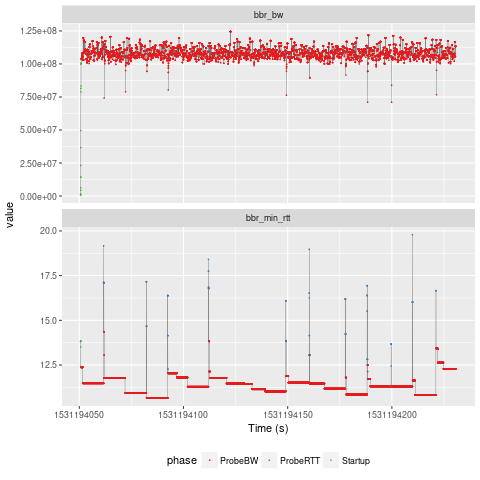 bbr_bw
1.25e+08
1.00e+08
7.50e+07
5.00e+07
2.50e+07
0.00e+00
value
bbr_min_rtt
20.0
17.5
15.0
12.5
1531194050 1531194100 1531194150 1531194200
Time (s)
phase ProbeBW ProbeRTT Startup